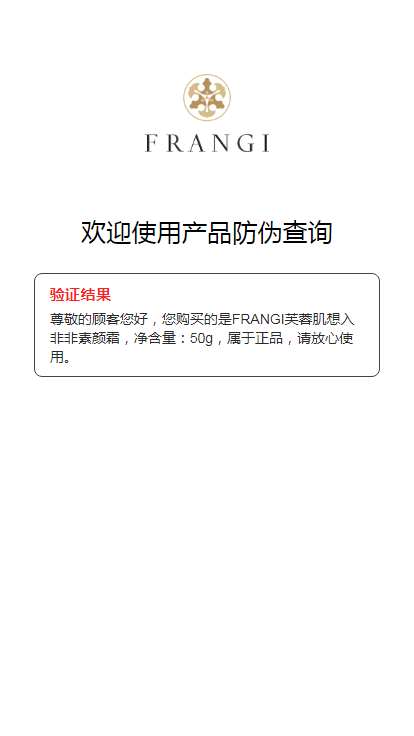 FRANGI
欢迎使用产品防伪查询
验证结果
尊敬的顾客您好，您购买的是FRANGI芙蓉肌想入
非非素颜霜，净含量：50g，属于正品，请放心使
用。